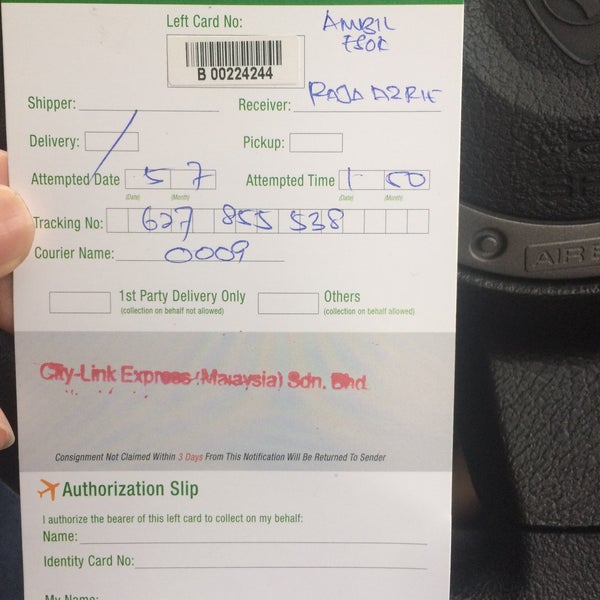 Left Card No: AMBIL
ESOK
B 00224244
Shipper: Receiver: RAJA AZRIE
Delivery: / Pickup:
Attempted Date 5 7 Attempted Time 1 50
(Date) (Month) (Date) (Month)
Tracking No: 627 855 538
Courier Name: 0009
1st Party Delivery Only Others
(collection on behalf not allowed) (collection on behalf allowed)
City-Link Express (Malaysia) Sdn. Bhd.
Consignment Not Claimed Within 3 Days From This Notification Will Be Returned To Sender
Authorization Slip
I authorize the bearer of this left card to collect on my behalf:
Name:
Identity Card No:
My Name:
AIR